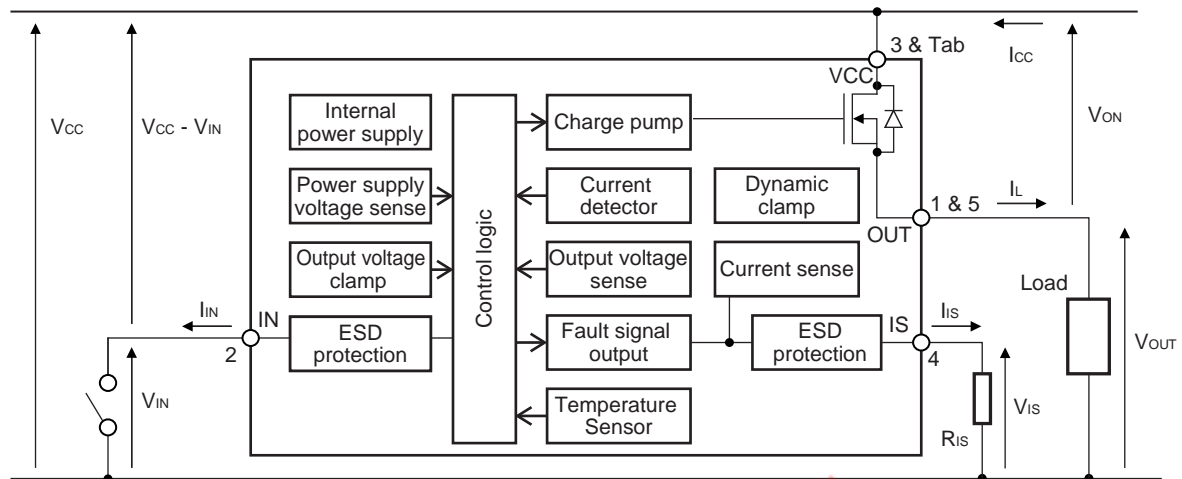 3 & Tab
ICC
VCC
VCC
VCC - VIN
VON
Internal
power supply
Charge pump
Power supply
voltage sense
Current
detector
Dynamic
clamp
1 & 5
IL
OUT
Output voltage
clamp
Control logic
Output voltage
sense
Current sense
Load
IIN
IN
2
ESD
protection
Fault signal
output
ESD
protection
IS
4
IIS
VOUT
VIN
Temperature
Sensor
RIS
VIS